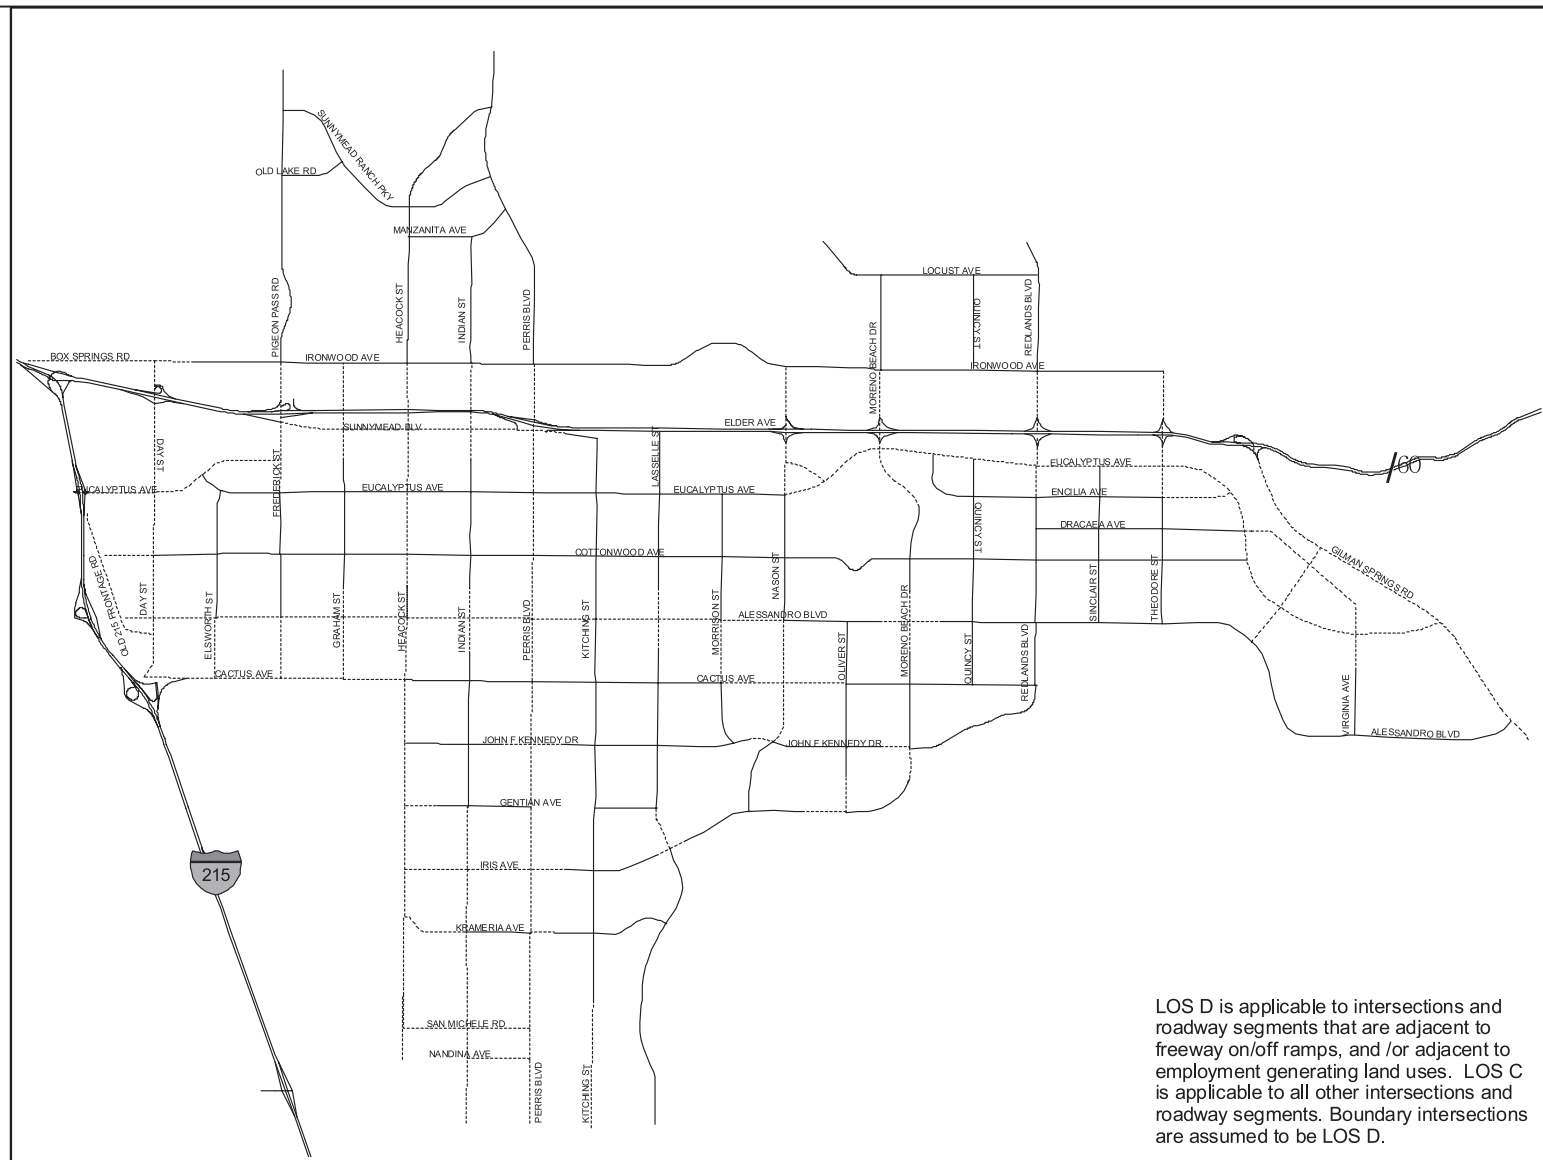 SUNNYMEAD RANCH PKY
OLD LAKE RD
MANZANITA AVE
LOCUST AVE
PIGEON PASS RD
HEACOCK ST
INDIAN ST
PERRIS BLVD
MORENO BEACH DR
QUINCY ST
REDLANDS BLVD
BOX SPRINGS RD
IRONWOOD AVE
IRONWOOD AVE
SUNNYMEAD BLV
ELDER AVE
DAY ST
FREDERICK ST
LASSELLE ST
EUCALYPTUS AVE
60
EUCALYPTUS AVE
EUCALYPTUS AVE
EUCALYPTUS AVE
ENCILIA AVE
QUINCY ST
DRACAEA AVE
COTTONWOOD AVE
GILMAN SPRINGS RD
OLD 215 FRONTAGE RD
DAY ST
ELSWORTH ST
GRAHAM ST
HEACOCK ST
INDIAN ST
PERRIS BLVD
KITCHING ST
MORRISON ST
NASON ST
ALESSANDRO BLVD
OLIVER ST
MORENO BEACH DR
QUINCY ST
REDLANDS BLVD
SINCLAIR ST
THEODORE ST
CACTUS AVE
CACTUS AVE
VIRGINIA AVE
ALESSANDRO BLVD
JOHN F KENNEDY DR
JOHN F KENNEDY DR
GENTIAN AVE
IRIS AVE
215
KRAMERIA AVE
SAN MICHELE RD
NANDINA AVE
PERRIS BLVD
KITCHING ST
LOS D is applicable to intersections and
roadway segments that are adjacent to
freeway on/off ramps, and /or adjacent to
employment generating land uses.  LOS C
is applicable to all other intersections and
roadway segments. Boundary intersections
are assumed to be LOS D.